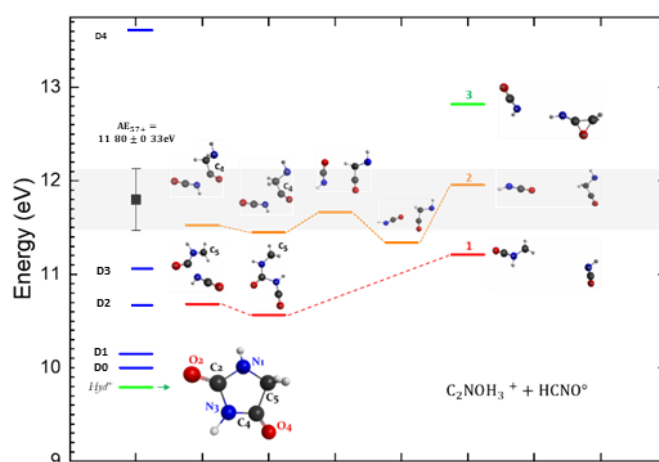 D4
13
3
AE57+ =
11 80 ± 0 33eV
C4
C4
12
2
C5
C5
11
1
D3
D2
D1
D0
10
O2
C2
N1
C5
N3
C4
O4
C2NOH3 + + HCNO°
9
Energy (eV)